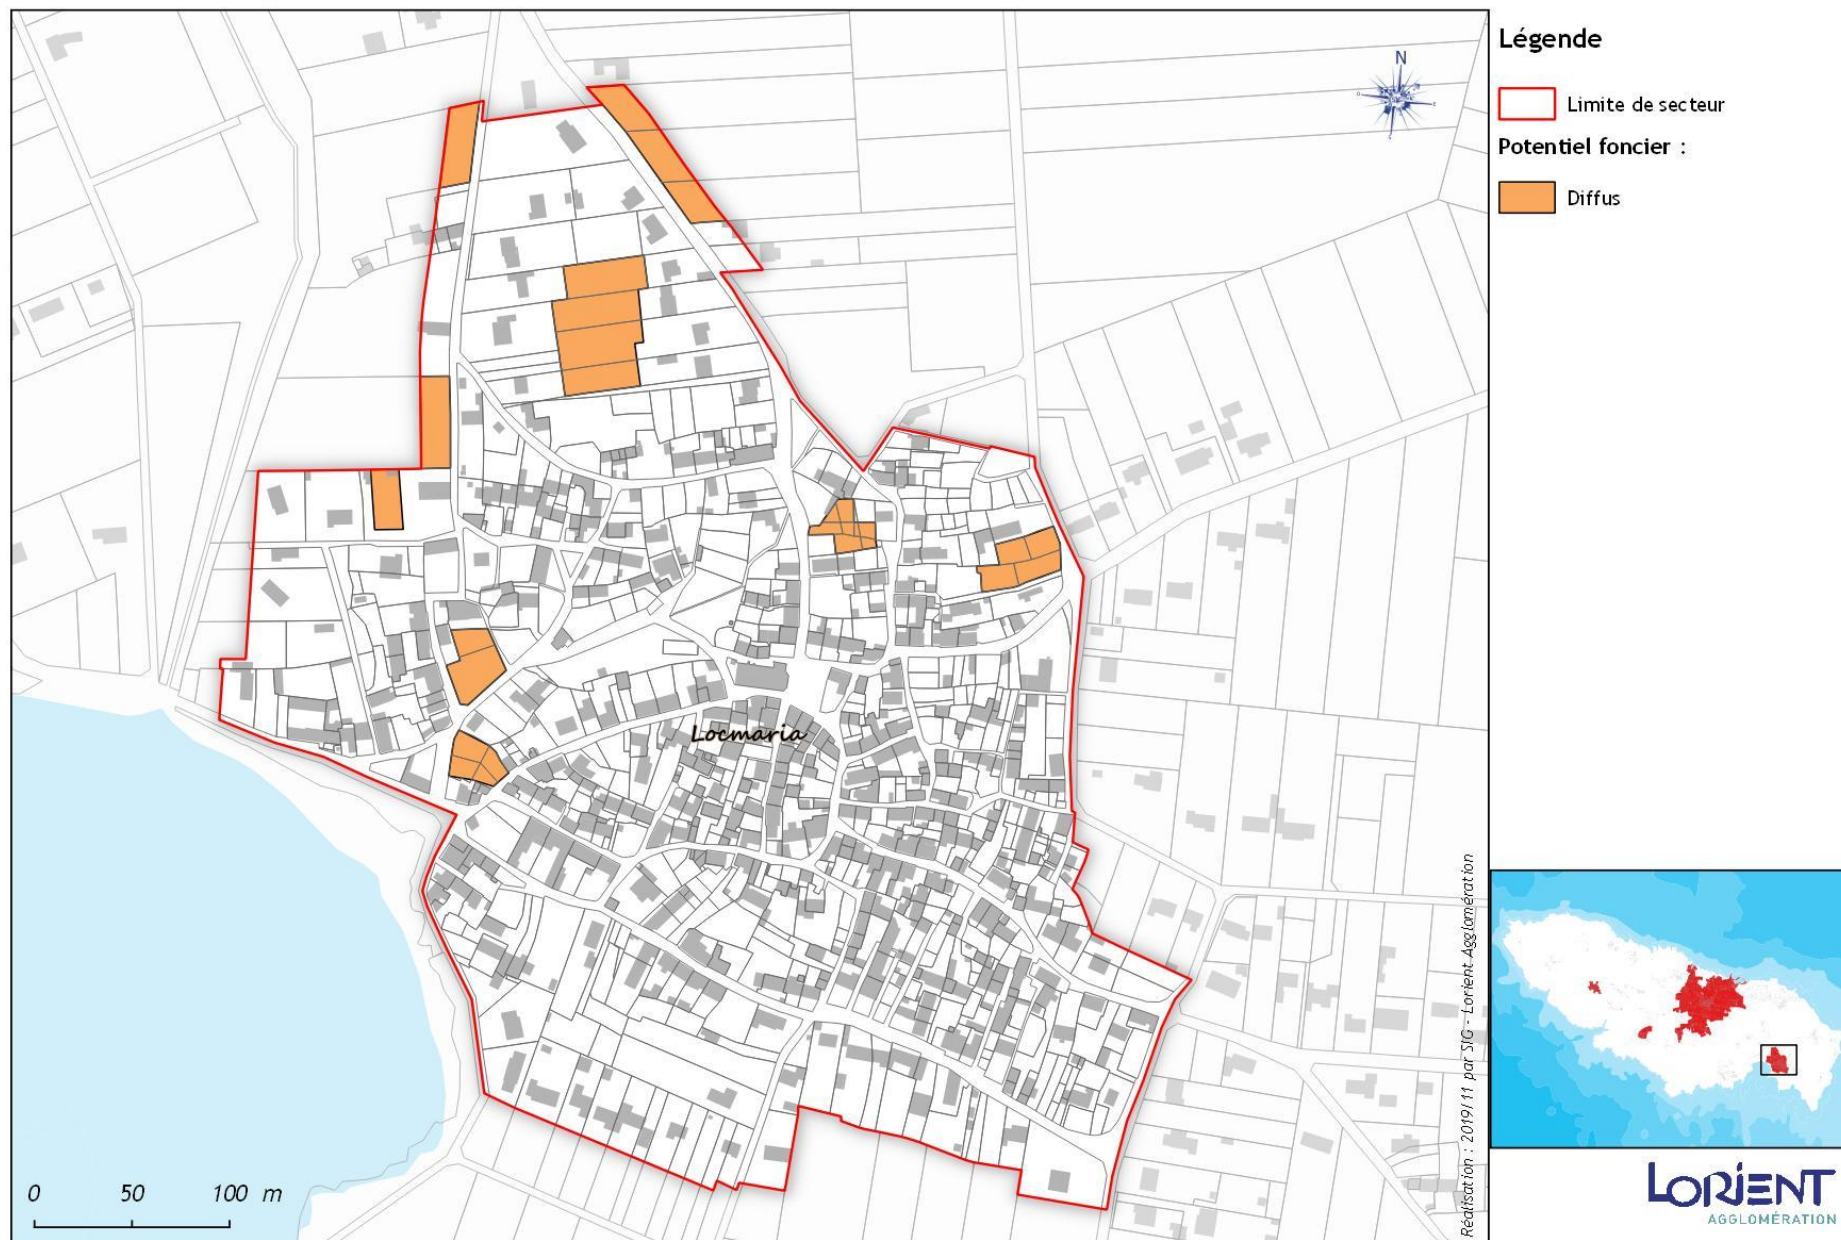 Légende
N
Limite de secteur
Potentiel foncier :
Diffus
Locmaria
Réalisation : 2019/11 par SIG - Lorient Agglomération
0 50 100 m
LORIENT
AGGLOMÉRATION